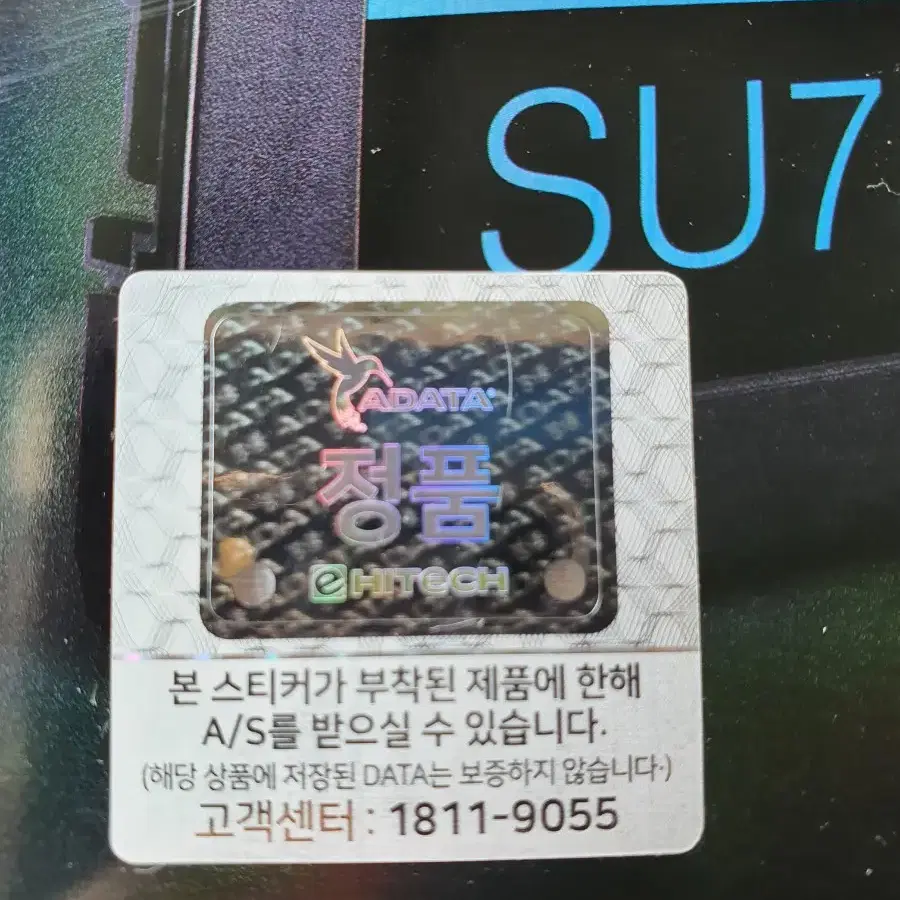 SU7
ADATA
정품
e HITECH
본 스티커가 부착된 제품에 한해
A/S를 받으실 수 있습니다.
(해당 상품에 저장된 DATA는 보증하지 않습니다.)
고객센터 : 1811-9055